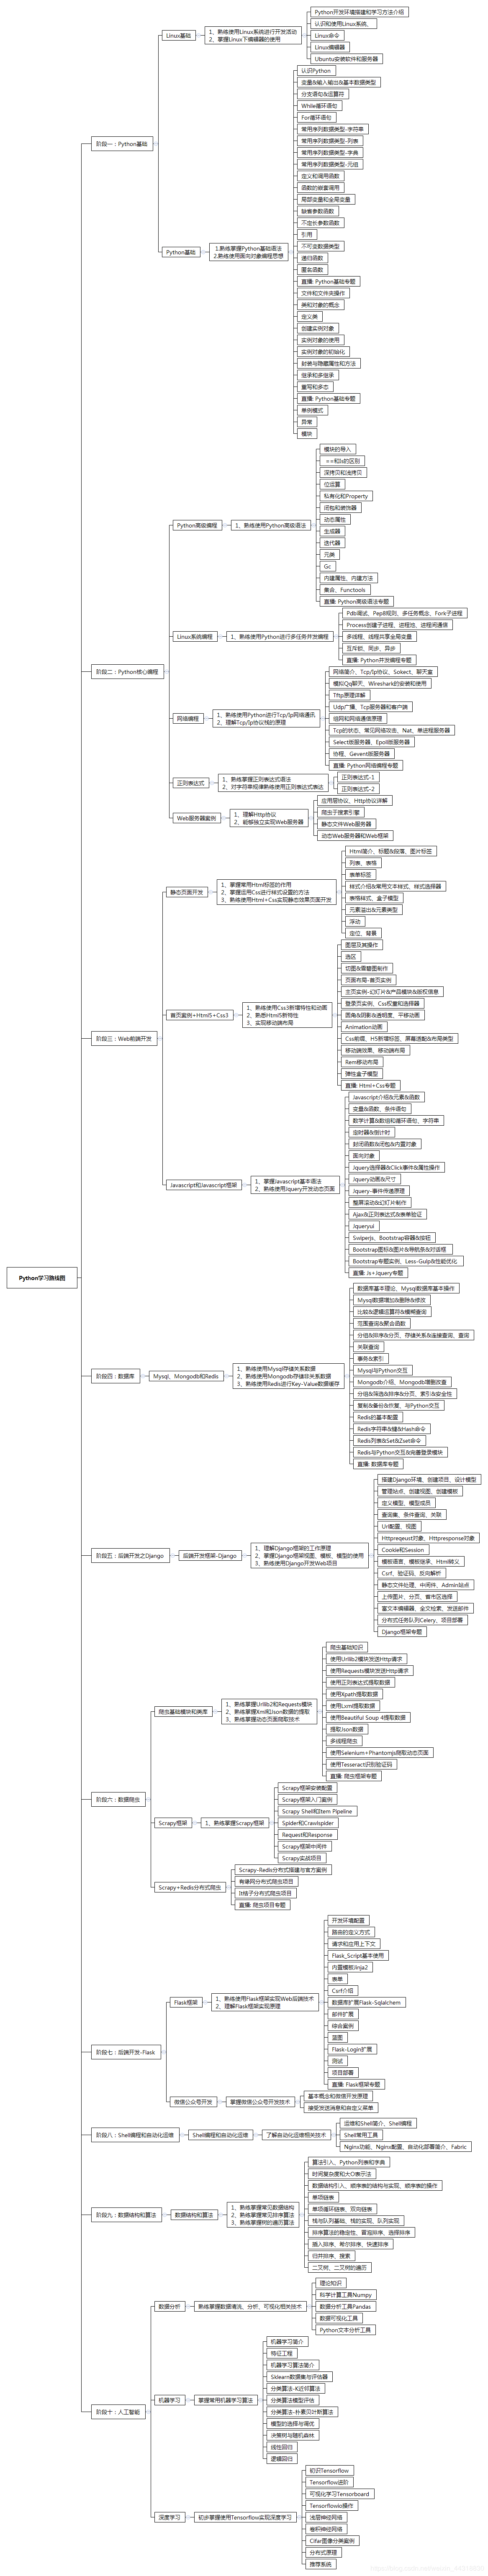 Python学习路线图
阶段一：Python基础
Linux基础
1、熟练使用Linux系统进行开发活动
2、掌握Linux下编辑器的使用
Python开发环境搭建和学习方法介绍
认识和使用Linux系统、
Linux命令
Linux编辑器
Ubuntu安装软件和服务器
Python基础
1.熟练掌握Python基础语法
2.熟练使用面向对象编程思想
认识Python
变量&输入输出&基本数据类型
分支语句&运算符
While循环语句
For循环语句
常用序列数据类型-字符串
常用序列数据类型-列表
常用序列数据类型-字典
常用序列数据类型-元组
定义和调用函数
函数的嵌套调用
局部变量和全局变量
缺省参数函数
不定长参数函数
引用
不可变数据类型
递归函数
匿名函数
直播: Python基础专题
文件和文件夹操作
类和对象的概念
定义类
创建实例对象
实例对象的使用
实例对象的初始化
封装与隐藏属性和方法
继承和多继承
重写和多态
直播: Python基础专题
单例模式
异常
模块
阶段二：Python核心编程
Python高级编程
1、熟练使用Python高级语法
模块的导入
==和Is的区别
深拷贝和浅拷贝
位运算
私有化和Property
闭包和装饰器
动态属性
生成器
迭代器
元类
Gc
内建属性、内建方法
集合、Functools
直播: Python高级语法专题
Linux系统编程
1、熟练使用Python进行多任务并发编程
Pdb调试、Pep8规则、多任务概念、Fork子进程
Process创建子进程、进程池、进程间通信
多线程、线程共享全局变量
互斥锁、同步、异步
直播: Python并发编程专题
网络编程
1、熟练使用Python进行Tcp/Ip网络通讯
2、理解Tcp/Ip协议栈的原理
网络简介、Tcp/Ip协议、Sokect、聊天室
模拟Qq聊天、Wireshark的安装和使用
Tftp原理详解
Udp广播、Tcp服务器和客户端
组网和网络通信原理
Tcp的状态、常见网络攻击、Nat、单进程服务器
Select版服务器、Epoll版服务器
协程、Gevent版服务器
直播: Python网络编程专题
正则表达式
1、熟练掌握正则表达式语法
2、对字符串规律熟练使用正则表达式表达
正则表达式-1
正则表达式-2
Web服务器案例
1、理解Http协议
2、能够独立实现Web服务器
应用层协议、Http协议详解
爬虫于搜索引擎
静态文件Web服务器
动态Web服务器和Web框架
阶段三：Web前端开发
静态页面开发
1、掌握常用Html标签的作用
2、掌握运用Css进行样式设置的方法
3、熟练使用Html+Css实现静态效果页面开发
Html简介、标题&段落、图片标签
列表、表格
表单标签
样式介绍&常用文本样式、样式选择器
表格样式、盒子模型
元素溢出&元素类型
浮动
定位、背景
首页案例+Html5+Css3
1、熟练使用Css3新增特性和动画
2、熟悉Html5新特性
3、实现移动端布局
图层及其操作
选区
切图&雪碧图制作
页面布局-首页实例
主页实例-幻灯片&产品模块&版权信息
登录页实例、Css权重和选择器
圆角&阴影&透明度、平移动画
Animation动画
Css前缀、H5新增标签、屏幕适配&布局类型
移动端效果、移动端布局
Rem移动布局
弹性盒子模型
直播: Html+Css专题
Javascript和Javascript框架
1、掌握Javascript基本语法
2、熟练使用Jquery开发动态页面
Javascript介绍&元素&函数
变量&函数、条件语句
数学计算&数组和循环语句、字符串
定时器&倒计时
封闭函数&闭包&内置对象
面向对象
Jquery选择器&Click事件&属性操作
Jquery动画&尺寸
Jquery-事件传递原理
整屏滚动&幻灯片制作
Ajax&正则表达式&表单验证
Jqueryui
Swiperjs、Bootstrap容器&按钮
Bootstrap图标&图片&导航条&对话框
Bootstrap专题实例、Less-Gulp&性能优化
直播: Js+Jquery专题
阶段四：数据库
Mysql、Mongodb和Redis
1、熟练使用Mysql存储关系数据
2、熟练使用Mongodb存储非关系数据
3、熟练使用Redis进行Key-Value数据缓存
数据库基本理论、Mysql数据库基本操作
Mysql数据增加&删除&修改
比较&逻辑运算符&模糊查询
范围查询&聚合函数
分组&排序&分页、存储关系&连接查询、查询
关联查询
事务&索引
Mysql与Python交互
Mongodb介绍、Mongodb增删改查
分组&筛选&排序&分页、索引&安全性
复制&备份&恢复、与Python交互
Redis的基本配置
Redis字符串&键&Hash命令
Redis列表&Set&Zset命令
Redis与Python交互&完善登录模块
直播: 数据库专题
阶段五：后端开发之Django
后端开发框架-Django
1、理解Django框架的工作原理
2、掌握Django框架视图、模板、模型的使用
3、熟练使用Django开发Web项目
搭建Django环境、创建项目、设计模型
管理站点、创建视图、创建模板
定义模型、模型成员
查询集、条件查询、关联
Url配置、视图
Httpreqeust对象、Httpresponse对象
Cookie和Session
模板语言、模板继承、Html转义
Csrf、验证码、反向解析
静态文件处理、中间件、Admin站点
上传图片、分页、省市区选择
富文本编辑器、全文检索、发送邮件
分布式任务队列Celery、项目部署
Django框架专题
阶段六：数据爬虫
爬虫基础模块和类库
1、熟练掌握Urllib2和Requests模块
2、熟练掌握Xml和Json数据的提取
3、熟练掌握动态页面爬取技术
爬虫基础知识
使用Urllib2模块发送Http请求
使用Requests模块发送Http请求
使用正则表达式提取数据
使用Xpath提取数据
使用Lxml提取数据
使用Beautiful Soup 4提取数据
提取Json数据
多线程爬虫
使用Selenium+Phantomjs爬取动态页面
使用Tesseract识别验证码
直播: 爬虫框架专题
Scrapy框架
1、熟练掌握Scrapy框架
Scrapy框架安装配置
Scrapy框架入门案例
Scrapy Shell和Item Pipeline
Spider和Crawlspider
Request和Response
Scrapy框架中间件
Scrapy实战项目
Scrapy+Redis分布式爬虫
Scrapy-Redis分布式搭建与官方案例
有缘网分布式爬虫项目
It桔子分布式爬虫项目
直播: 爬虫项目专题
阶段七：后端开发-Flask
Flask框架
1、熟练使用Flask框架实现Web后端技术
2、理解Flask框架实现原理
开发环境配置
路由的定义方式
请求和应用上下文
Flask_Script基本使用
内置模板Jinja2
表单
Csrf介绍
数据库扩展Flask-Sqlalchem
邮件扩展
综合案例
蓝图
Flask-Login扩展
测试
项目部署
直播: Flask框架专题
微信公众号开发
掌握微信公众号开发技术
基本概念和微信开发原理
接受发送消息和自定义菜单
阶段八：Shell编程和自动化运维
Shell编程和自动化运维
了解自动化运维相关技术
运维和Shell简介、Shell编程
Shell常用工具
Nginx功能、Nginx配置、自动化部署简介、Fabric
阶段九：数据结构和算法
数据结构和算法
1、熟练掌握常见数据结构
2、熟练掌握常见排序算法
3、熟练掌握树的遍历算法
算法引入、Python列表和字典
时间复杂度和大O表示法
数据结构引入、顺序表的结构与实现、顺序表的操作
单项链表
单项循环链表、双向链表
栈与队列基础、栈的实现、队列实现
排序算法的稳定性、冒泡排序、选择排序
插入排序、希尔排序、快速排序
归并排序、搜索
二叉树、二叉树的遍历
阶段十：人工智能
数据分析
熟练掌握数据清洗、分析、可视化相关技术
理论知识
科学计算工具Numpy
数据分析工具Pandas
数据可视化工具
Python文本分析工具
机器学习
掌握常用机器学习算法
机器学习简介
特征工程
机器学习算法简介
Sklearn数据集与评估器
分类算法-K近邻算法
分类算法模型评估
分类算法-朴素贝叶斯算法
模型的选择与调优
决策树与随机森林
线性回归
逻辑回归
深度学习
初步掌握使用Tensorflow实现深度学习
初识Tensorflow
Tensorflow进阶
可视化学习Tensorboard
Tensorflowio操作
浅层神经网络
卷积神经网络
Cifar图像分类案例
分布式原理
推荐系统